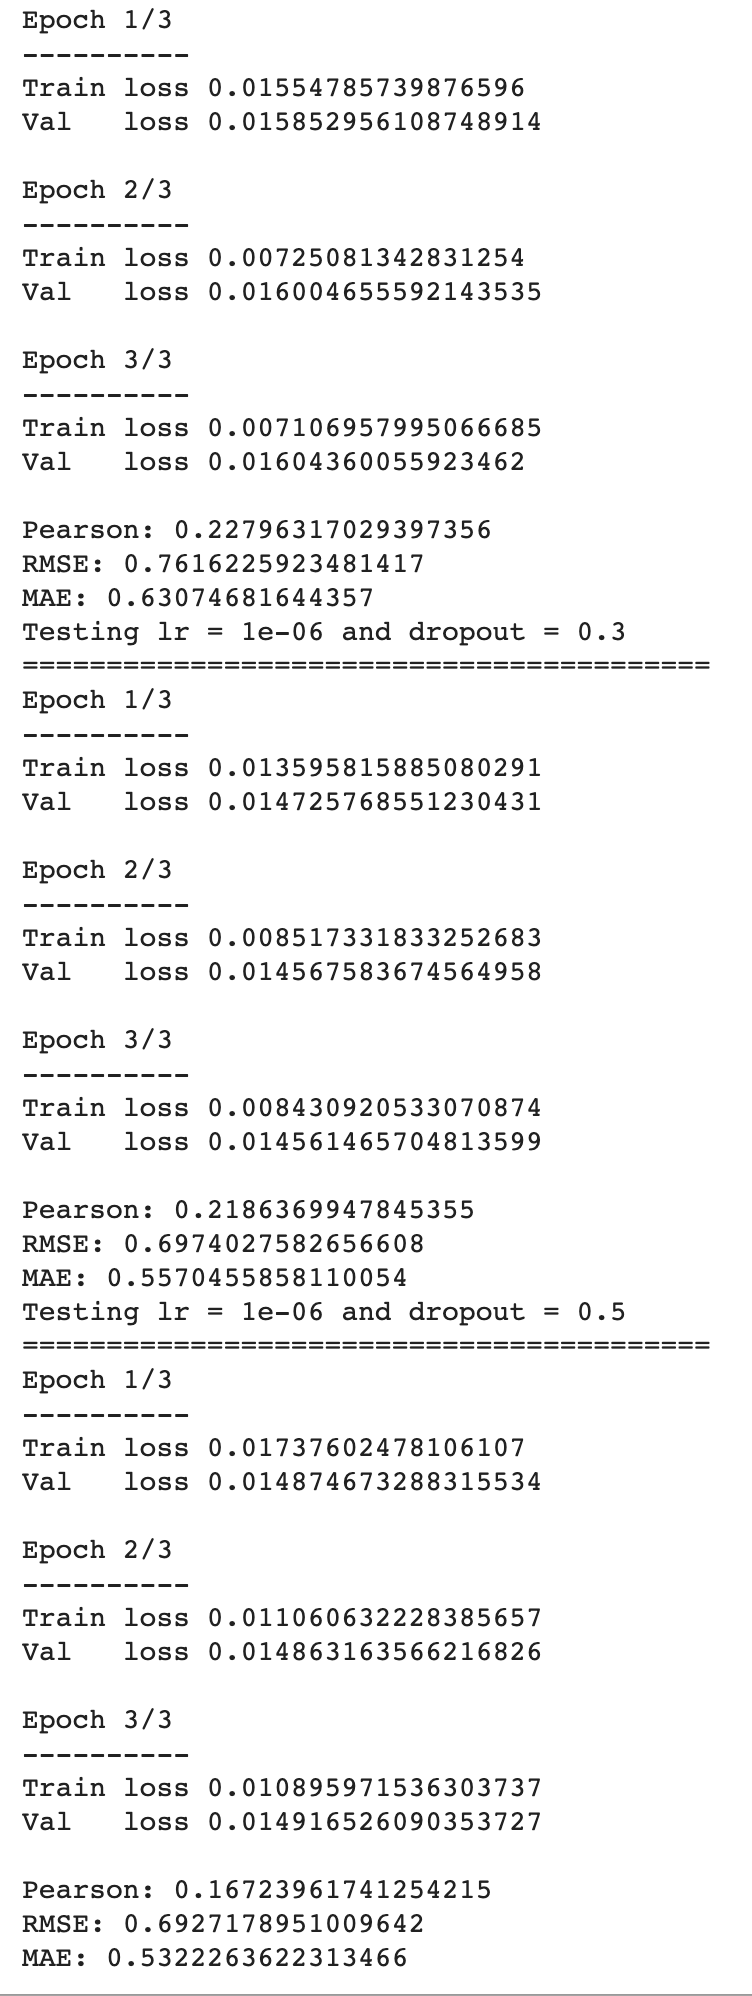 Epoch 1/3
----------
Train loss 0.01554785739876596
Val   loss 0.015852956108748914
Epoch 2/3
----------
Train loss 0.00725081342831254
Val   loss 0.016004655592143535
Epoch 3/3
----------
Train loss 0.007106957995066685
Val   loss 0.01604360055923462
Pearson: 0.22796317029397356
RMSE: 0.7616225923481417
MAE: 0.63074681644357
Testing lr = 1e-06 and dropout = 0.3
=========================================
Epoch 1/3
----------
Train loss 0.013595815885080291
Val   loss 0.014725768551230431
Epoch 2/3
----------
Train loss 0.008517331833252683
Val   loss 0.014567583674564958
Epoch 3/3
----------
Train loss 0.008430920533070874
Val   loss 0.014561465704813599
Pearson: 0.2186369947845355
RMSE: 0.6974027582656608
MAE: 0.5570455858110054
Testing lr = 1e-06 and dropout = 0.5
=========================================
Epoch 1/3
----------
Train loss 0.01737602478106107
Val   loss 0.014874673288315534
Epoch 2/3
----------
Train loss 0.011060632228385657
Val   loss 0.014863163566216826
Epoch 3/3
----------
Train loss 0.010895971536303737
Val   loss 0.014916526090353727
Pearson: 0.16723961741254215
RMSE: 0.6927178951009642
MAE: 0.5322263622313466